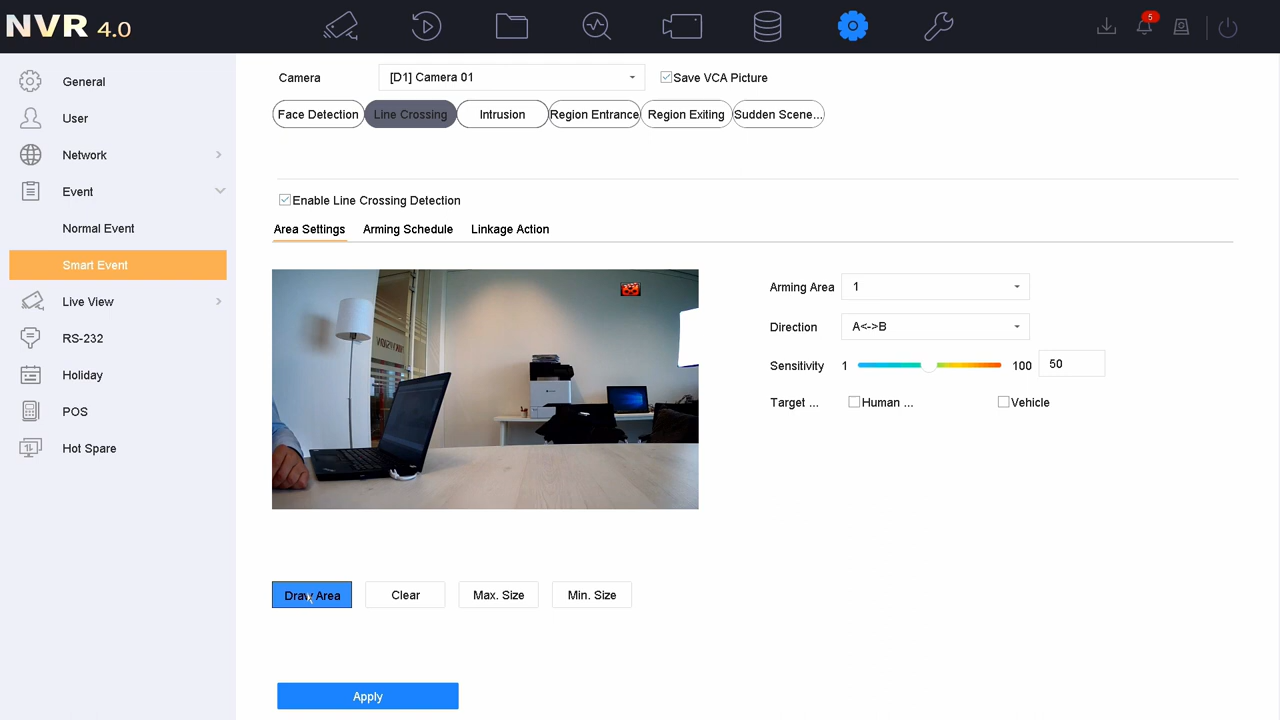 NVR 4.0
5
General
User
Network
Event
Normal Event
Smart Event
Live View
RS-232
Holiday
POS
Hot Spare
Camera
[D1] Camera 01
Save VCA Picture
Face Detection
Line Crossing
Intrusion
Region Entrance
Region Exiting
Sudden Scene...
Enable Line Crossing Detection
Area Settings
Arming Schedule
Linkage Action
Arming Area
1
Direction
A<->B
Sensitivity
1
100
50
Target ...
Human ...
Vehicle
Draw Area
Clear
Max. Size
Min. Size
Apply